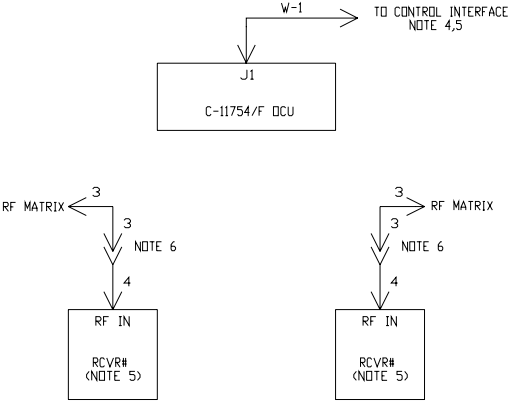 W-1
TO CONTROL INTERFACE
NOTE 4,5
J1
C-11754/F OCU
3
RF MATRIX
3
NOTE 6
4
RF IN
RCVR#
(NOTE 5)
3
RF MATRIX
3
NOTE 6
4
RF IN
RCVR#
(NOTE 5)